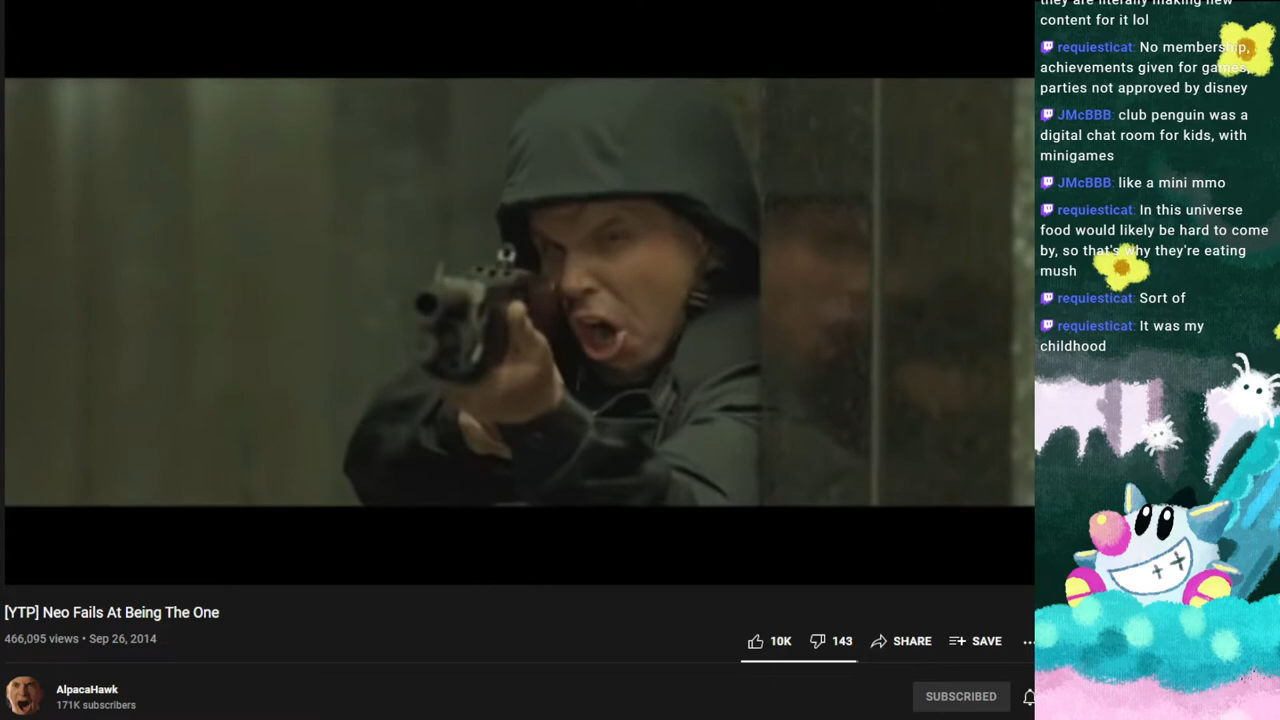 they are literally making new
content for it lol
requiesticat: No membership,
achievements given for games,
parties not approved by disney
JMcBBB: club penguin was a
digital chat room for kids, with
minigames
JMcBBB: like a mini mmo
requiesticat: In this universe
food would likely be hard to come
by, so that's why they're eating
mush
requiesticat: Sort of
requiesticat: It was my
childhood
[YTP] Neo Fails At Being The One
466,095 views • Sep 26, 2014
10K 143 SHARE SAVE
AlpacaHawk
171K subscribers
SUBSCRIBED